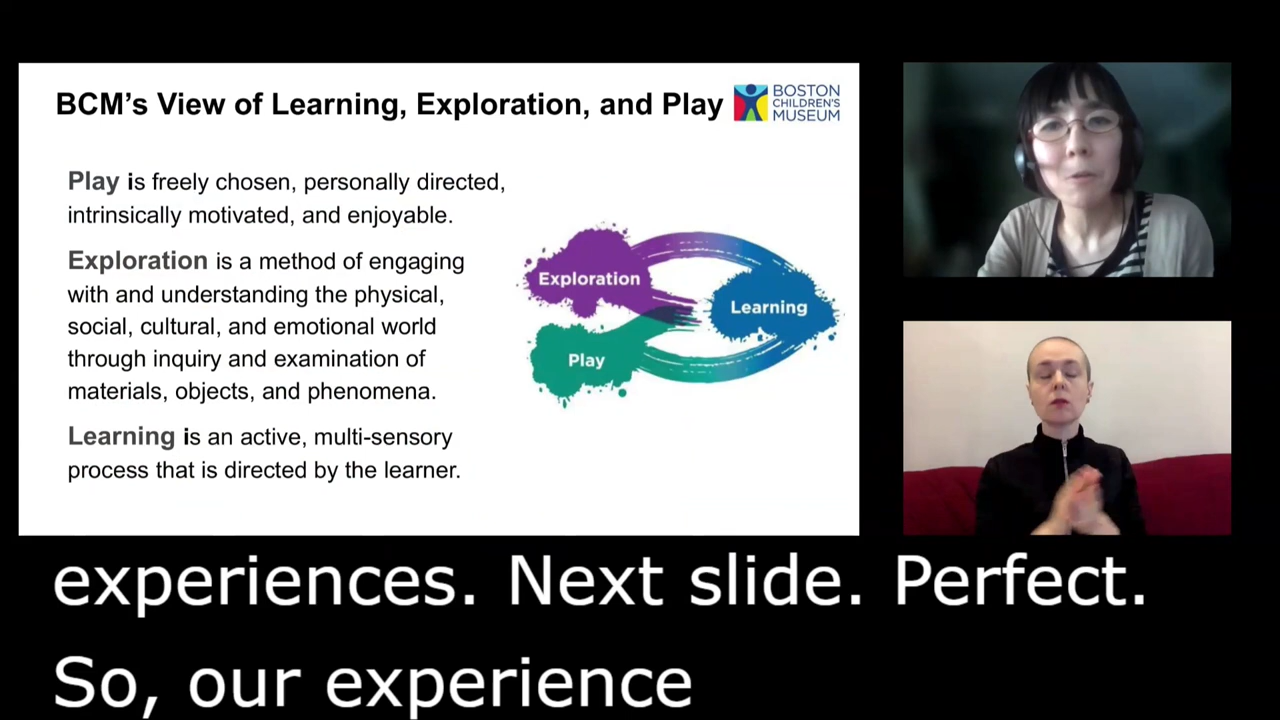 BCM's View of Learning, Exploration, and Play
BOSTON
CHILDREN'S
MUSEUM
Play is freely chosen, personally directed,
intrinsically motivated, and enjoyable.
Exploration is a method of engaging
with and understanding the physical,
social, cultural, and emotional world
through inquiry and examination of
materials, objects, and phenomena.
Learning is an active, multi-sensory
process that is directed by the learner.
Exploration
Learning
Play
experiences. Next slide. Perfect.
So, our experience